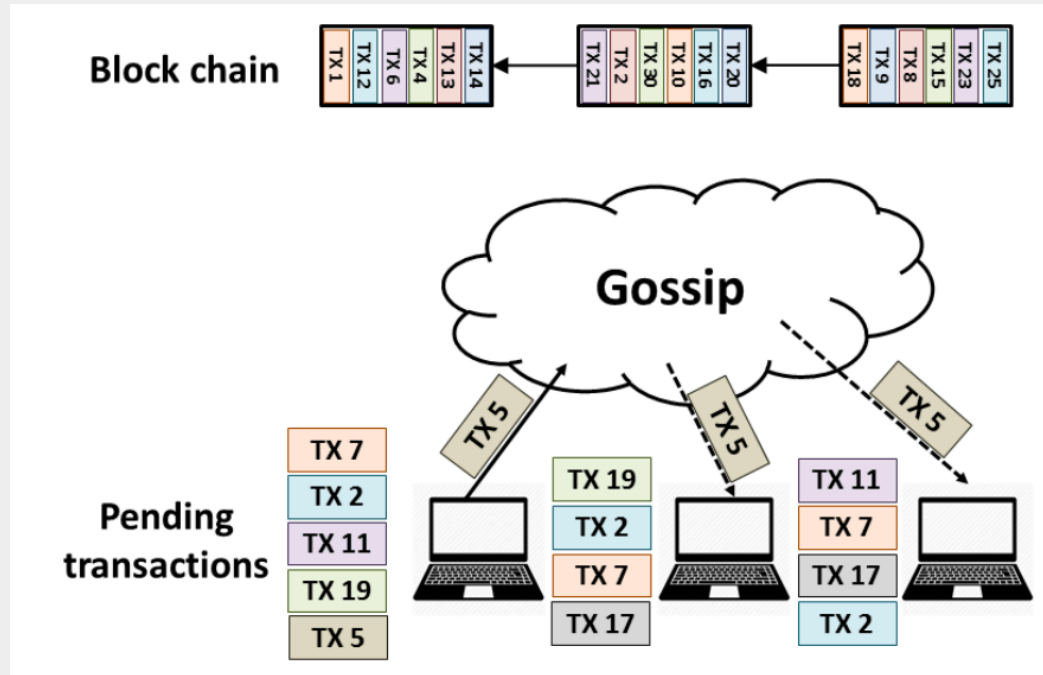 Block chain
TX 1
TX 12
TX 6
TX 4
TX 13
TX 14
TX 21
TX 2
TX 30
TX 10
TX 16
TX 20
TX 18
TX 9
TX 8
TX 15
TX 23
TX 25
Gossip
TX 5
TX 5
TX 5
Pending
transactions
TX 7
TX 2
TX 11
TX 19
TX 5
TX 19
TX 2
TX 7
TX 17
TX 11
TX 7
TX 17
TX 2